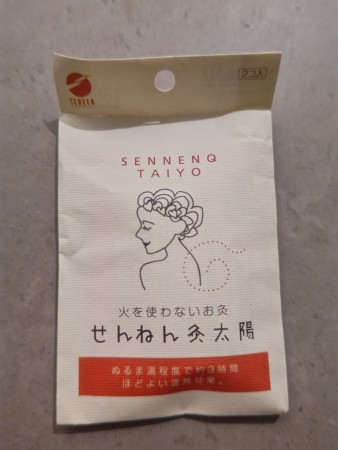 2コ入
SENNENQ
TAIYO
火を使わないお灸
せんねん灸太陽
ぬるま湯程度で約3時間
ほどよい温熱効果。